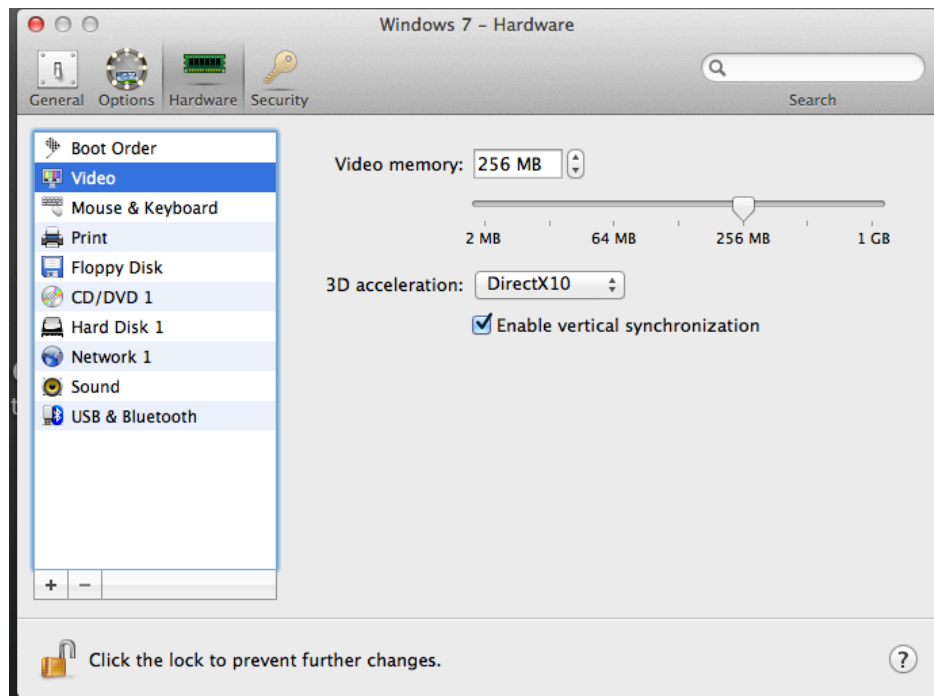 Windows 7 – Hardware
General Options Hardware Security
Search
Boot Order
Video
Mouse & Keyboard
Print
Floppy Disk
CD/DVD 1
Hard Disk 1
Network 1
Sound
USB & Bluetooth
+ −
Video memory: 256 MB
2 MB 64 MB 256 MB 1 GB
3D acceleration: DirectX10
Enable vertical synchronization
Click the lock to prevent further changes.
?